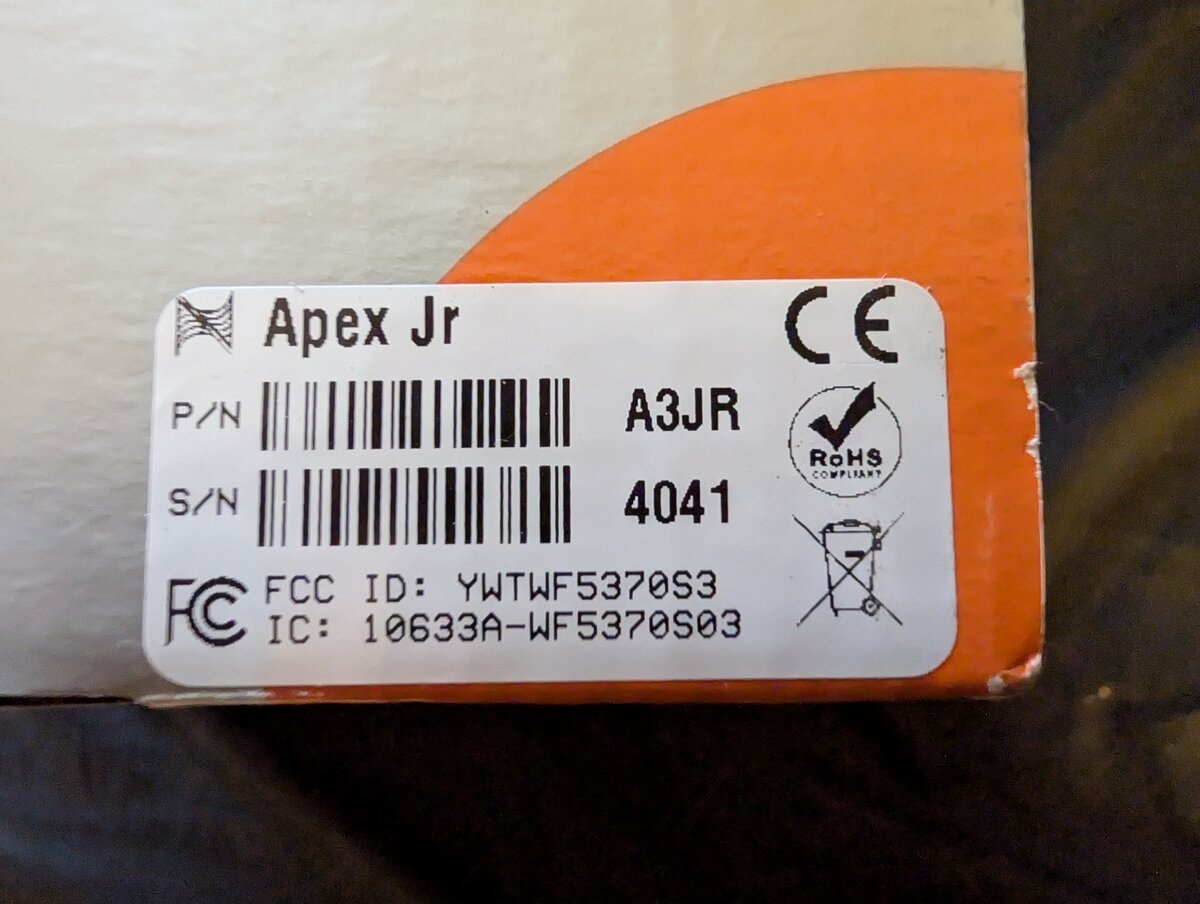 Apex Jr
CE
P/N A3JR
S/N 4041
RoHS
COMPLIANT
FC FCC ID: YWTWF5370S3
IC: 10633A-WF5370S03